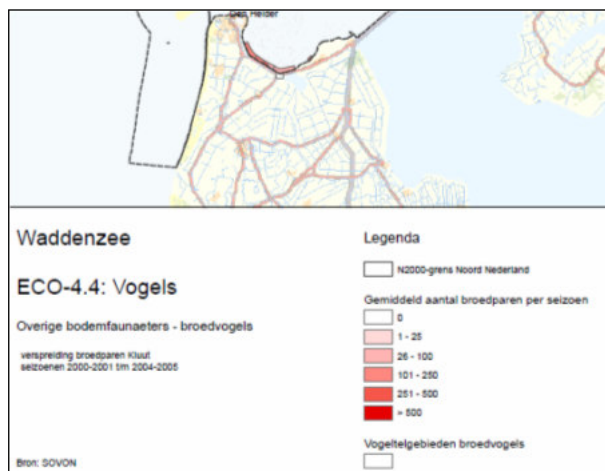 Den Helder
Waddenzee
ECO-4.4: Vogels
Overige bodemfaunaeters - broedvogels
verspreiding broedparen Kluut
seizoenen 2000-2001 t/m 2004-2005
Bron: SOVON
Legenda
N2000-grens Noord Nederland
Gemiddeld aantal broedparen per seizoen
0
1 - 25
26 - 100
101 - 250
251 - 500
> 500
Vogeltelgebieden broedvogels